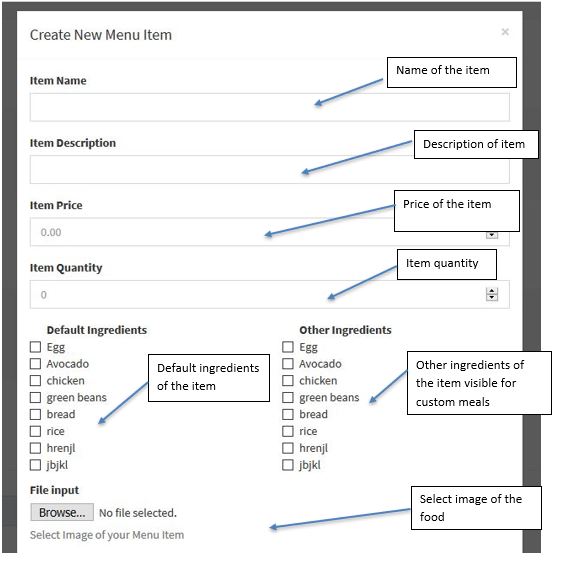 Create New Menu Item
×
Item Name
Name of the item
Item Description
Description of item
Item Price
Price of the item
0.00
Item Quantity
Item quantity
0
Default Ingredients
Egg
Avocado
chicken
green beans
bread
rice
hrenjl
jbjkl
Default ingredients
of the item
Other Ingredients
Egg
Avocado
chicken
green beans
bread
rice
hrenjl
jbjkl
Other ingredients of
the item visible for
custom meals
File input
Browse... No file selected.
Select Image of your Menu Item
Select image of the
food